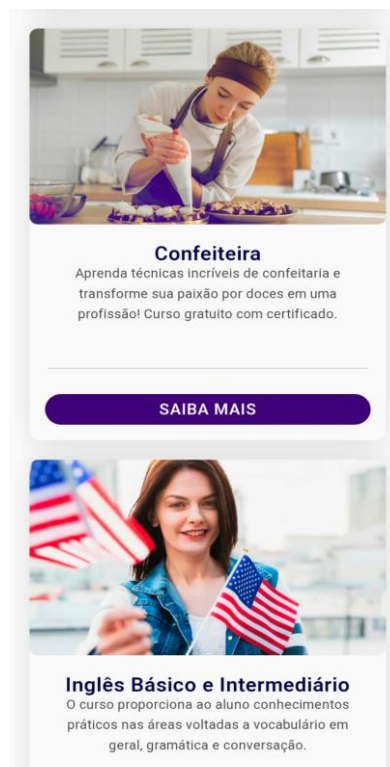 Confeiteira
Aprenda técnicas incríveis de confeitaria e
transforme sua paixão por doces em uma
profissão! Curso gratuito com certificado.
SAIBA MAIS
Inglês Básico e Intermediário
O curso proporciona ao aluno conhecimentos
práticos nas áreas voltadas a vocabulário em
geral, gramática e conversação.